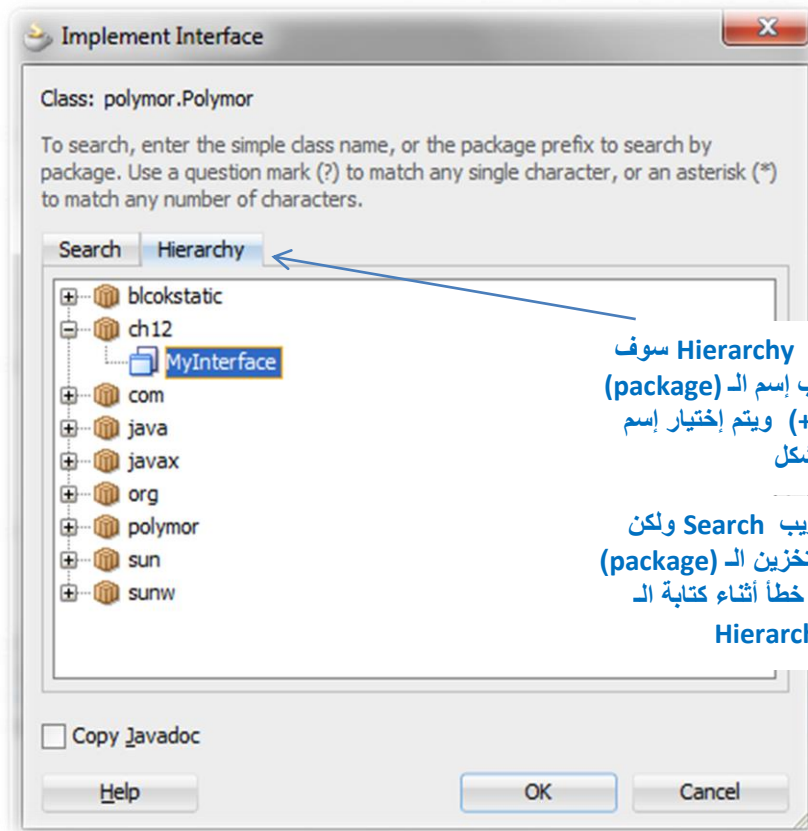 Implement Interface
Class: polymor.Polymor
To search, enter the simple class name, or the package prefix to search by
package. Use a question mark (?) to match any single character, or an asterisk (*)
to match any number of characters.
Search Hierarchy
blcokstatic
ch12
MyInterface
com
java
javax
org
polymor
sun
sunw
Hierarchy سوف
إسم الـ (package)
(+) ويتم إختيار إسم
Search ولكن
تخزين الـ (package)
خطأ أثناء كتابة الـ
Copy Javadoc
Help OK Cancel